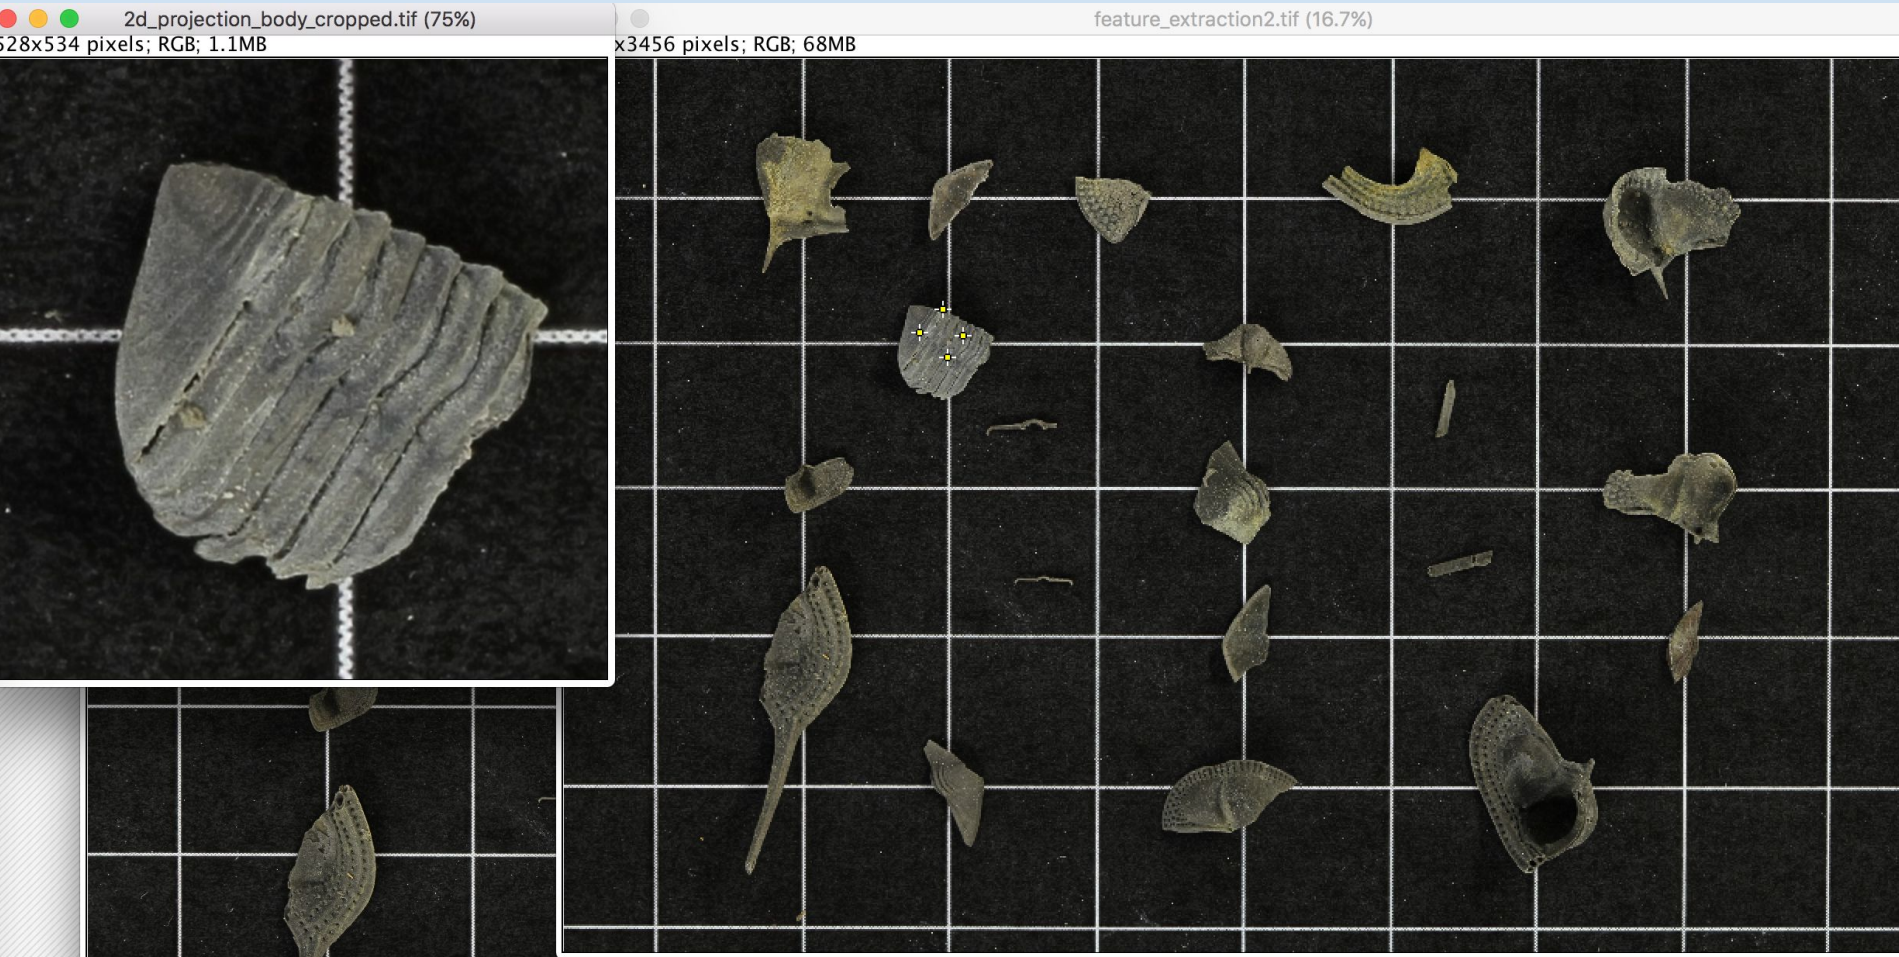 2d_projection_body_cropped.tif (75%)
528x534 pixels; RGB; 1.1MB
feature_extraction2.tif (16.7%)
x3456 pixels; RGB; 68MB